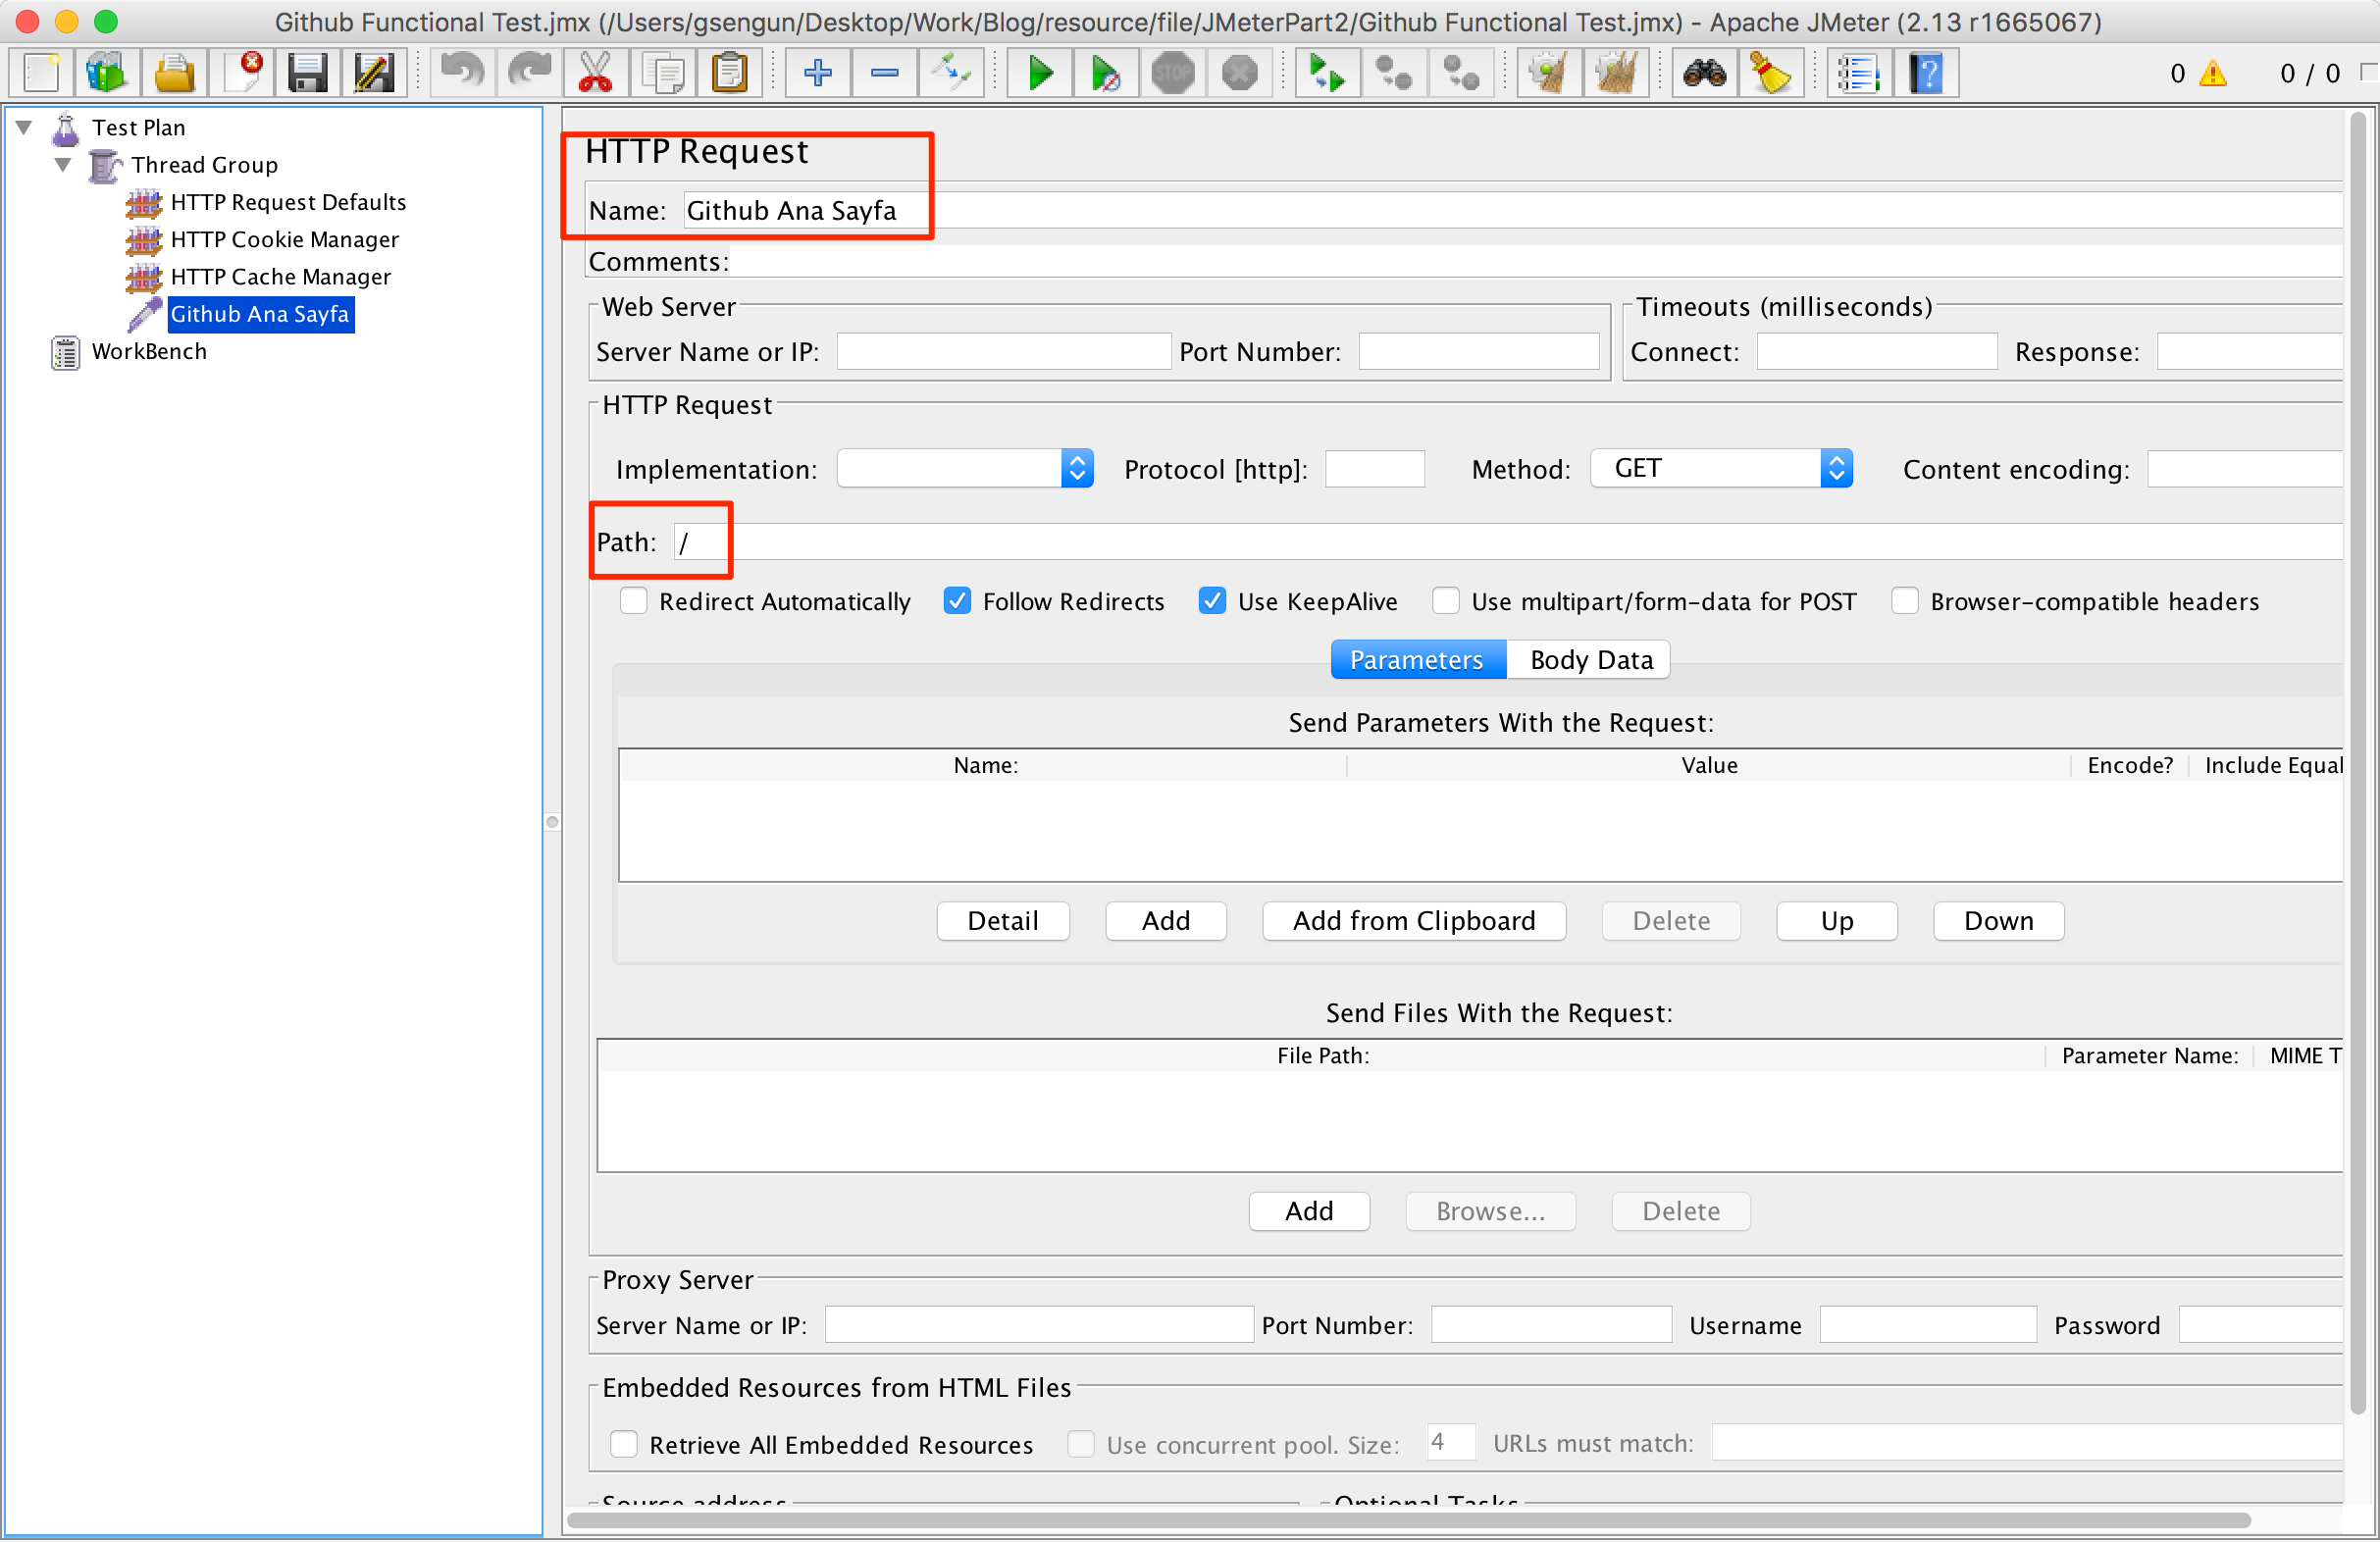 Github Functional Test.jmx (/Users/gsengun/Desktop/Work/Blog/resource/file/JMeterPart2/Github Functional Test.jmx) - Apache JMeter (2.13 r1665067)
STOP 0 0 / 0
Test Plan
Thread Group
HTTP Request Defaults
HTTP Cookie Manager
HTTP Cache Manager
Github Ana Sayfa
WorkBench
HTTP Request
Name: Github Ana Sayfa
Comments:
Web Server Timeouts (milliseconds)
Server Name or IP: Port Number: Connect: Response:
HTTP Request
Implementation: Protocol [http]: Method: GET Content encoding:
Path: /
Redirect Automatically Follow Redirects Use KeepAlive Use multipart/form-data for POST Browser-compatible headers
Parameters Body Data
Send Parameters With the Request:
Name: Value Encode? Include Equal
Detail Add Add from Clipboard Delete Up Down
Send Files With the Request:
File Path: Parameter Name: MIME T
Add Browse... Delete
Proxy Server
Server Name or IP: Port Number: Username Password
Embedded Resources from HTML Files
Retrieve All Embedded Resources Use concurrent pool. Size: 4 URLs must match:
Source address Optional Tasks